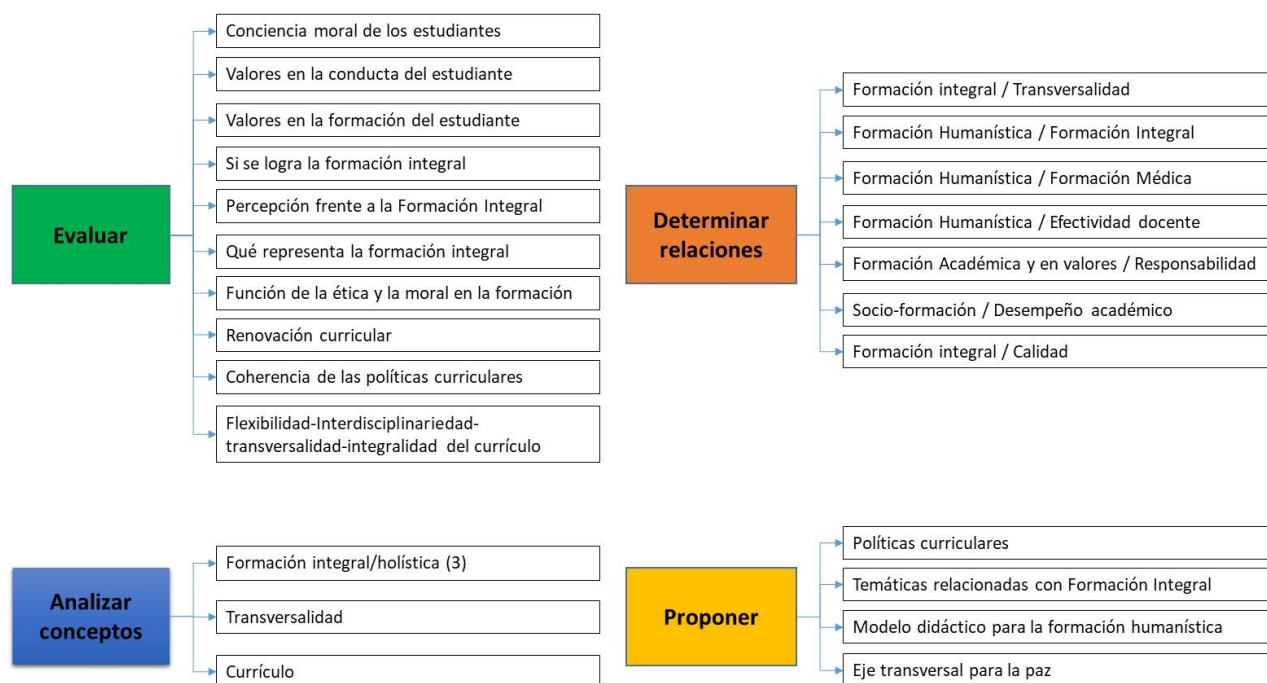 Evaluar
Conciencia moral de los estudiantes
Valores en la conducta del estudiante
Valores en la formación del estudiante
Si se logra la formación integral
Percepción frente a la Formación Integral
Qué representa la formación integral
Función de la ética y la moral en la formación
Renovación curricular
Coherencia de las políticas curriculares
Flexibilidad-Interdisciplinariedad-
transversalidad-integralidad del currículo
Determinar
relaciones
Formación integral / Transversalidad
Formación Humanística / Formación Integral
Formación Humanística / Formación Médica
Formación Humanística / Efectividad docente
Formación Académica y en valores / Responsabilidad
Socio-formación / Desempeño académico
Formación integral / Calidad
Analizar
conceptos
Formación integral/holística (3)
Transversalidad
Currículo
Proponer
Políticas curriculares
Temáticas relacionadas con Formación Integral
Modelo didáctico para la formación humanística
Eje transversal para la paz